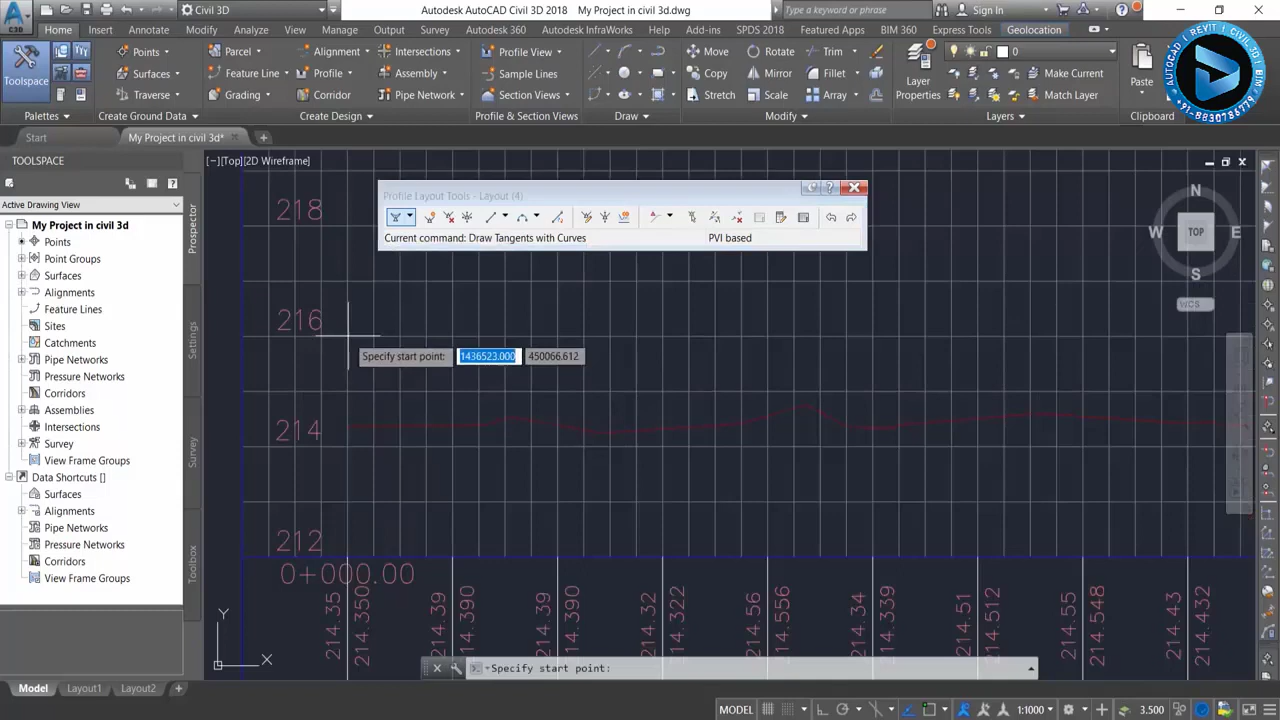 A
C3D
Civil 3D
Autodesk AutoCAD Civil 3D 2018 My Project in civil 3d.dwg
Type a keyword or phrase
Sign In
Home Insert Annotate Modify Analyze View Manage Output Survey Autodesk 360 InfraWorks Help Add-ins SPDS 2018 Featured Apps BIM 360 Express Tools Geolocation
Toolspace
Points
Surfaces
Traverse
Parcel
Feature Line
Grading
Alignment
Profile
Corridor
Intersections
Assembly
Pipe Network
Profile View
Sample Lines
Section Views
Move
Copy
Stretch
Rotate
Mirror
Scale
Trim
Fillet
Array
Layer
Properties
0
Make Current
Match Layer
Paste
AUTOCAD | REVIT | CIVIL 3D
+91-8830786779
Palettes Create Ground Data Create Design Profile & Section Views Draw Modify Layers Clipboard
Start My Project in civil 3d*
TOOLSPACE
Active Drawing View
My Project in civil 3d
Points
Point Groups
Surfaces
Alignments
Feature Lines
Sites
Catchments
Pipe Networks
Pressure Networks
Corridors
Assemblies
Intersections
Survey
View Frame Groups
Data Shortcuts []
Surfaces
Alignments
Pipe Networks
Pressure Networks
Corridors
View Frame Groups
Prospector
Settings
Survey
Toolbox
[−][Top][2D Wireframe]
Profile Layout Tools - Layout (4)
Current command: Draw Tangents with Curves PVI based
N
W TOP E
S
WCS
218
216
Specify start point: 1436523.000 450066.612
214
212
0+000.00
214.35
214.350
214.39
214.390
214.39
214.390
214.32
214.322
214.56
214.556
214.34
214.339
214.51
214.512
214.55
214.548
214.43
214.432
Y
X
Specify start point:
Model Layout1 Layout2
MODEL 1:1000 3.500